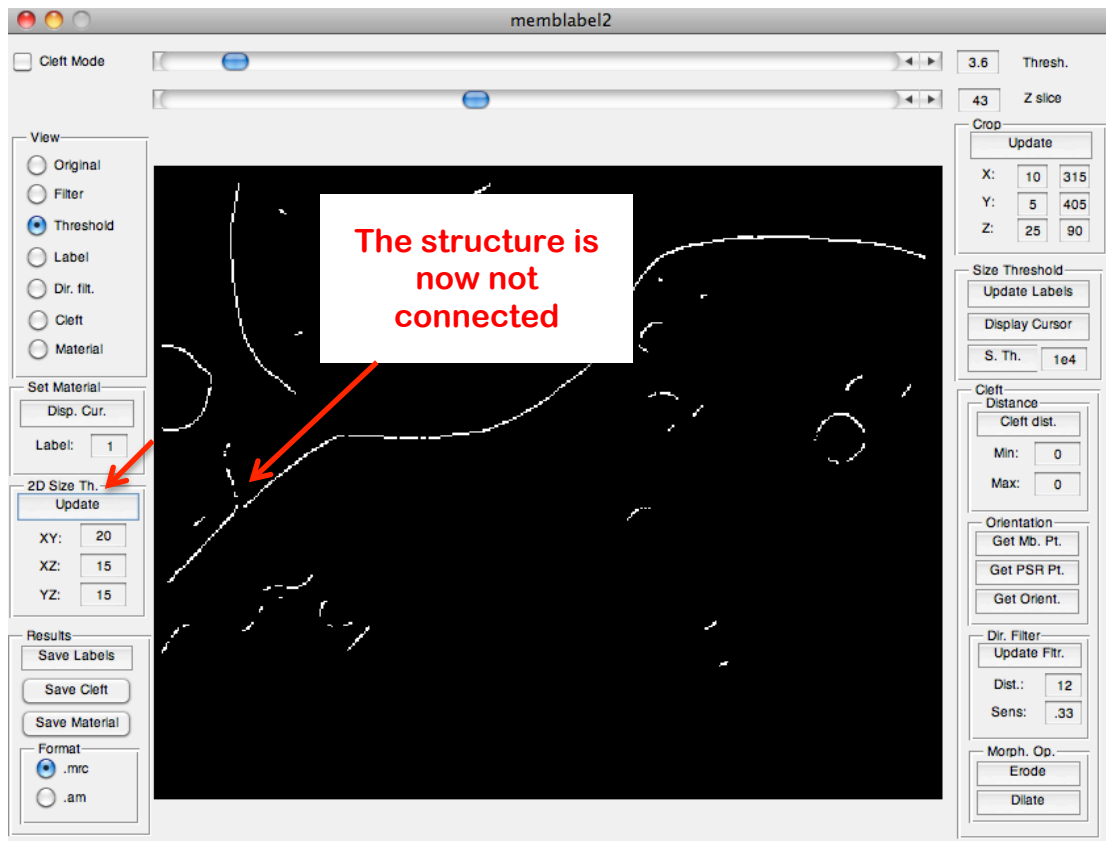 memblabel2
Cleft Mode
3.6 Thresh.
43 Z slice
View
Original
Filter
Threshold
Label
Dir. filt.
Cleft
Material
Set Material
Disp. Cur.
Label: 1
2D Size Th.
Update
XY: 20
XZ: 15
YZ: 15
Results
Save Labels
Save Cleft
Save Material
Format
.mrc
.am
The structure is
now not
connected
Crop
Update
X: 10 315
Y: 5 405
Z: 25 90
Size Threshold
Update Labels
Display Cursor
S. Th. 1e4
Cleft
Distance
Cleft dist.
Min: 0
Max: 0
Orientation
Get Mb. Pt.
Get PSR Pt.
Get Orient.
Dir. Filter
Update Fltr.
Dist.: 12
Sens: .33
Morph. Op.
Erode
Dilate